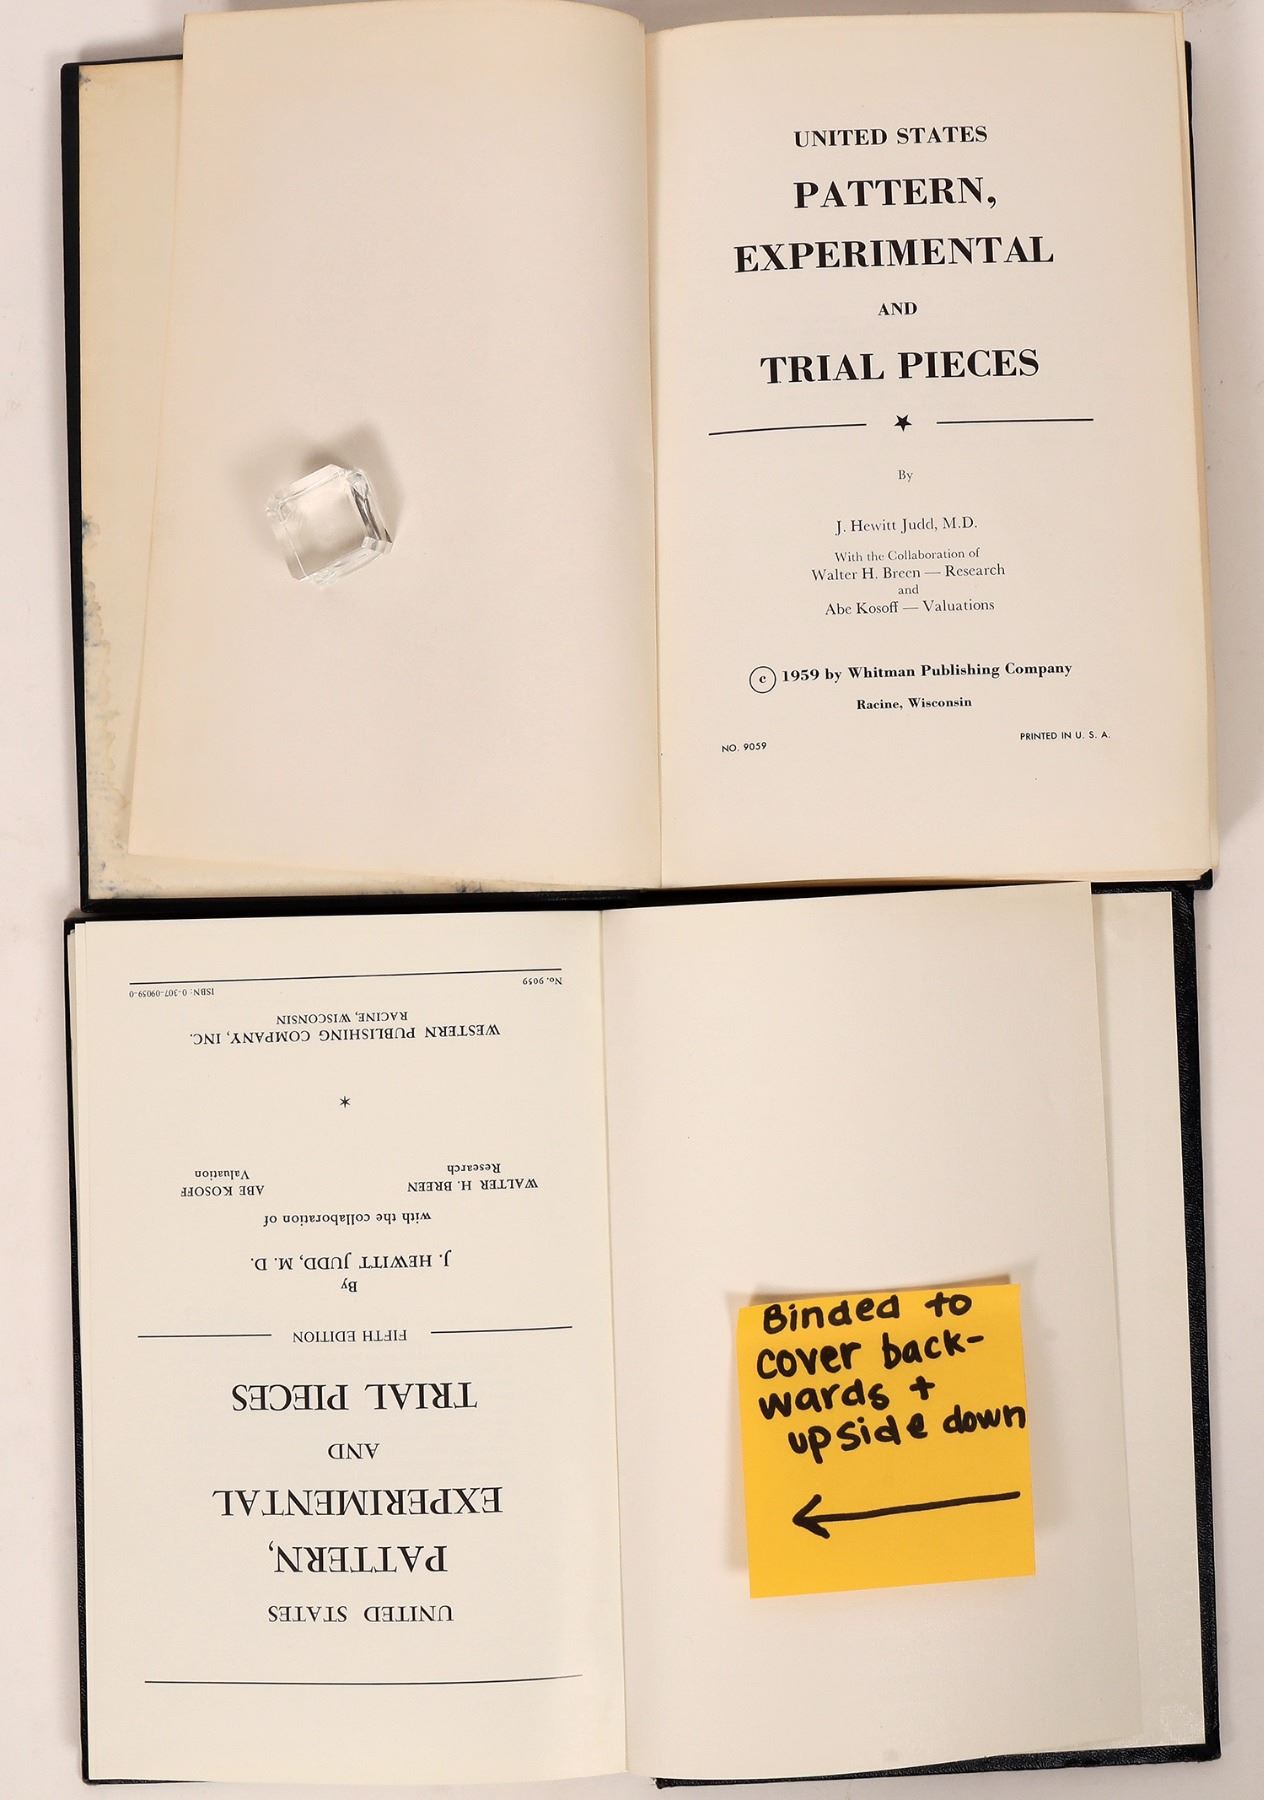 UNITED STATES
PATTERN,
EXPERIMENTAL
AND
TRIAL PIECES
By
J. Hewitt Judd, M.D.
With the Collaboration of
Walter H. Breen — Research
and
Abe Kosoff — Valuations
© 1959 by Whitman Publishing Company
Racine, Wisconsin
NO. 9059 PRINTED IN U. S. A.
UNITED STATES
PATTERN,
EXPERIMENTAL
AND
TRIAL PIECES
FIFTH EDITION
By
J. HEWITT JUDD, M. D.
with the collaboration of
WALTER H. BREEN ABE KOSOFF
Research Valuation
WESTERN PUBLISHING COMPANY, INC.
RACINE, WISCONSIN
No. 9059 ISBN: 0-307-09059-0
Binded to
cover back-
wards +
upside down